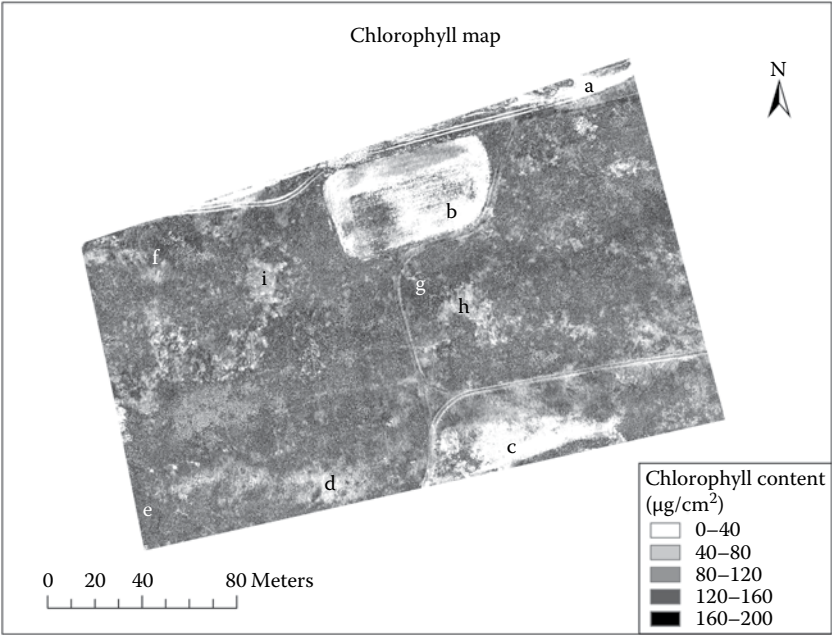 Chlorophyll map
N
a
b
f
i
g
h
c
d
e
0 20 40 80 Meters
Chlorophyll content
(µg/cm²)
0–40
40–80
80–120
120–160
160–200